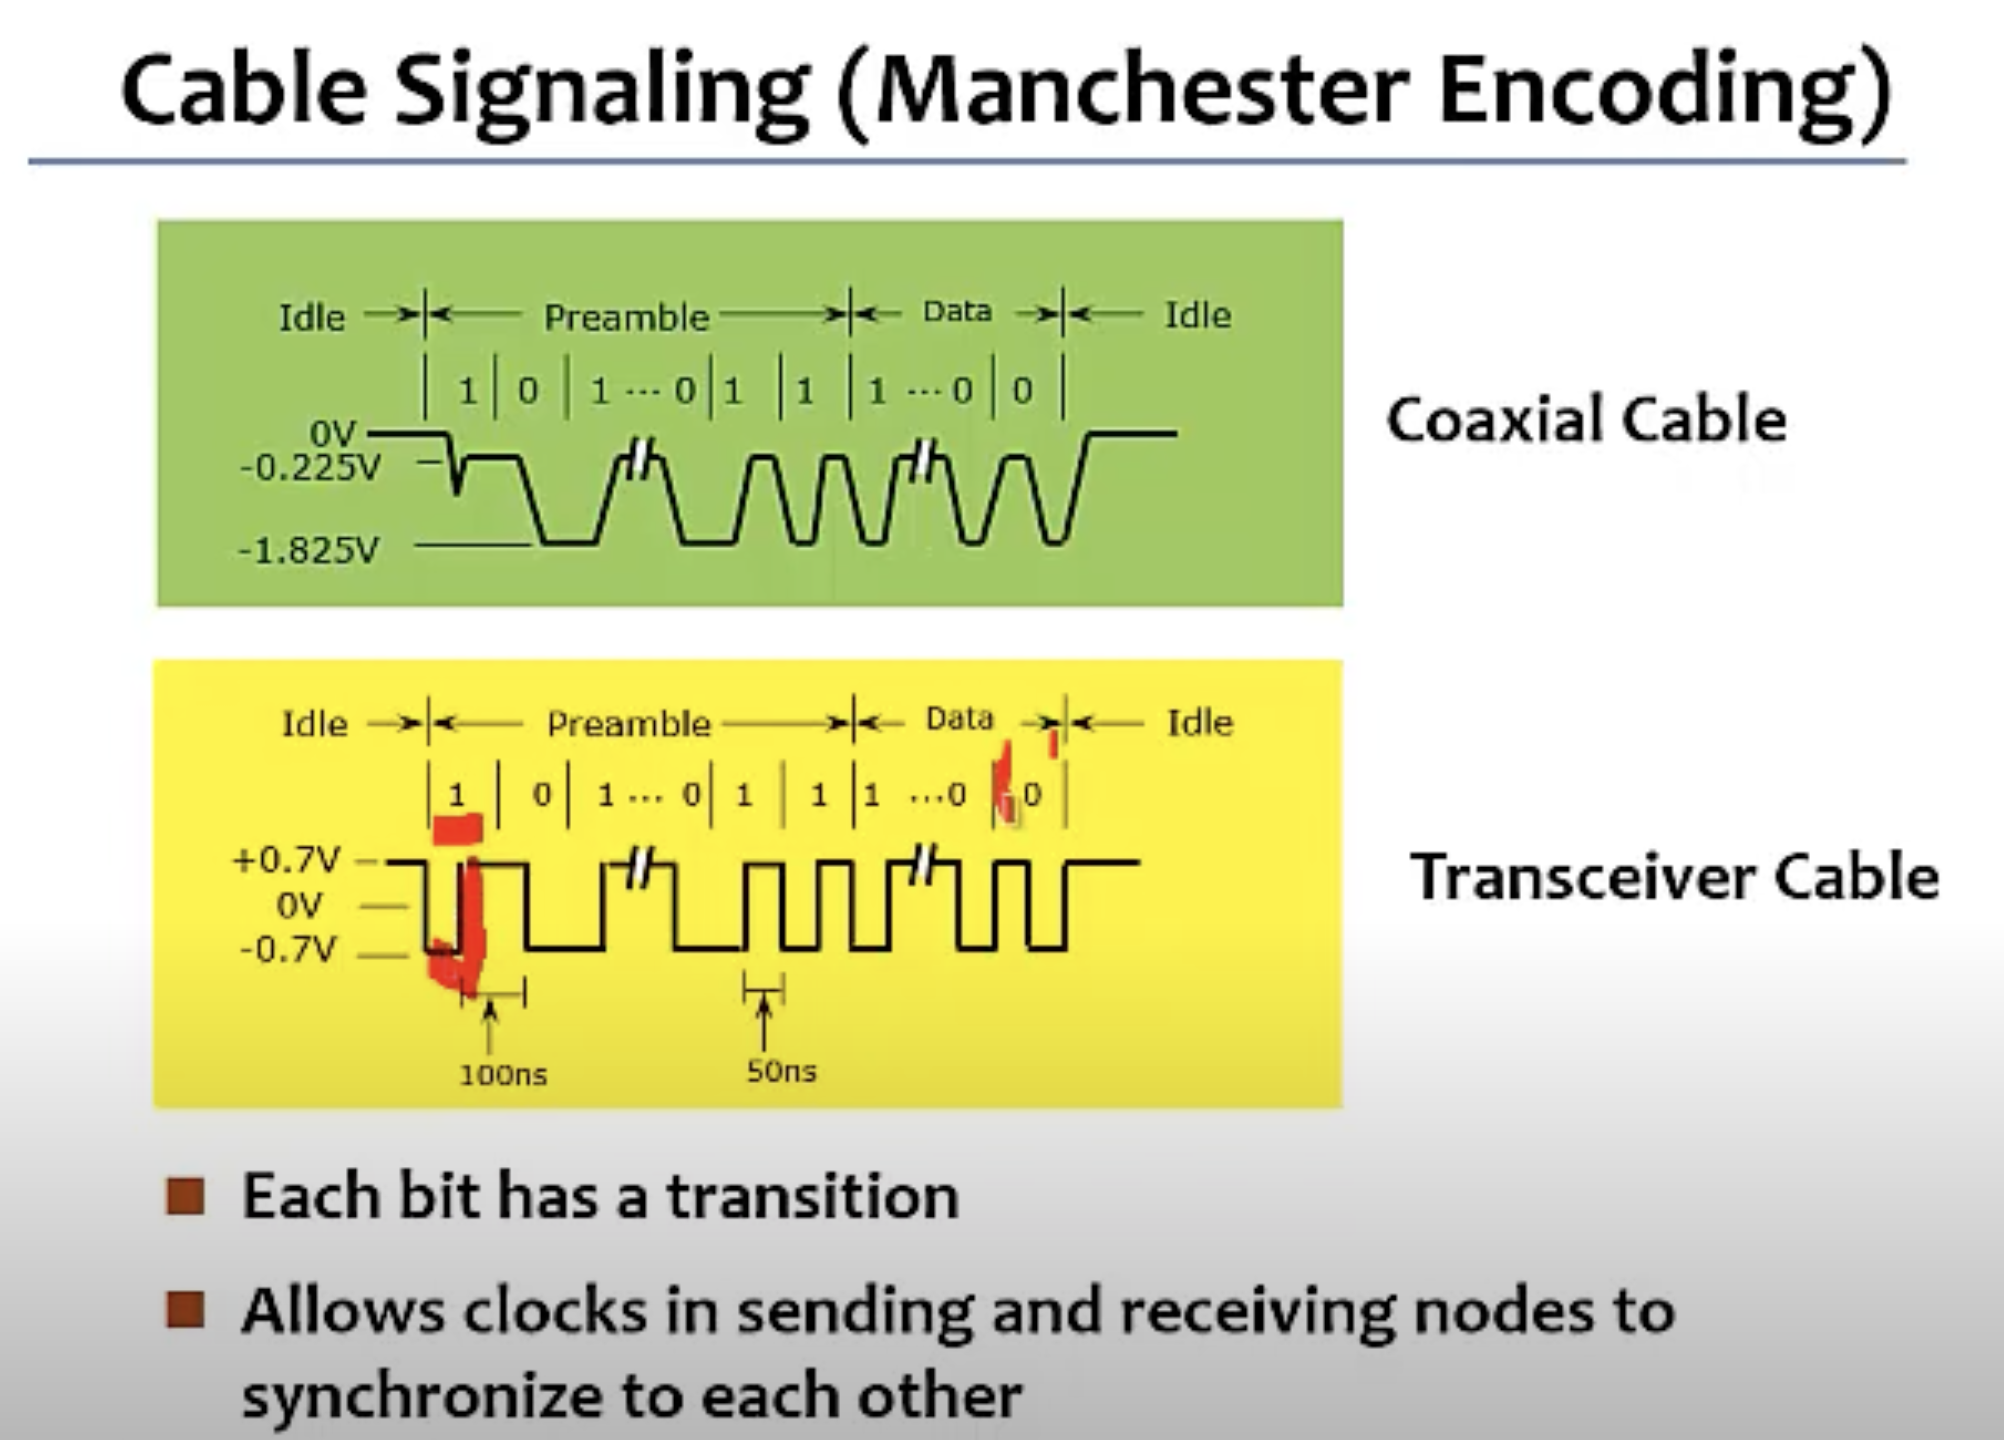 Cable Signaling (Manchester Encoding)
Idle Preamble Data Idle
1 0 1 ... 0 1 1 1 ... 0 0
0V
-0.225V
-1.825V
Coaxial Cable
Idle Preamble Data Idle
1 0 1 ... 0 1 1 1 ...0 0
+0.7V
0V
-0.7V
100ns 50ns
Transceiver Cable
Each bit has a transition
Allows clocks in sending and receiving nodes to
synchronize to each other